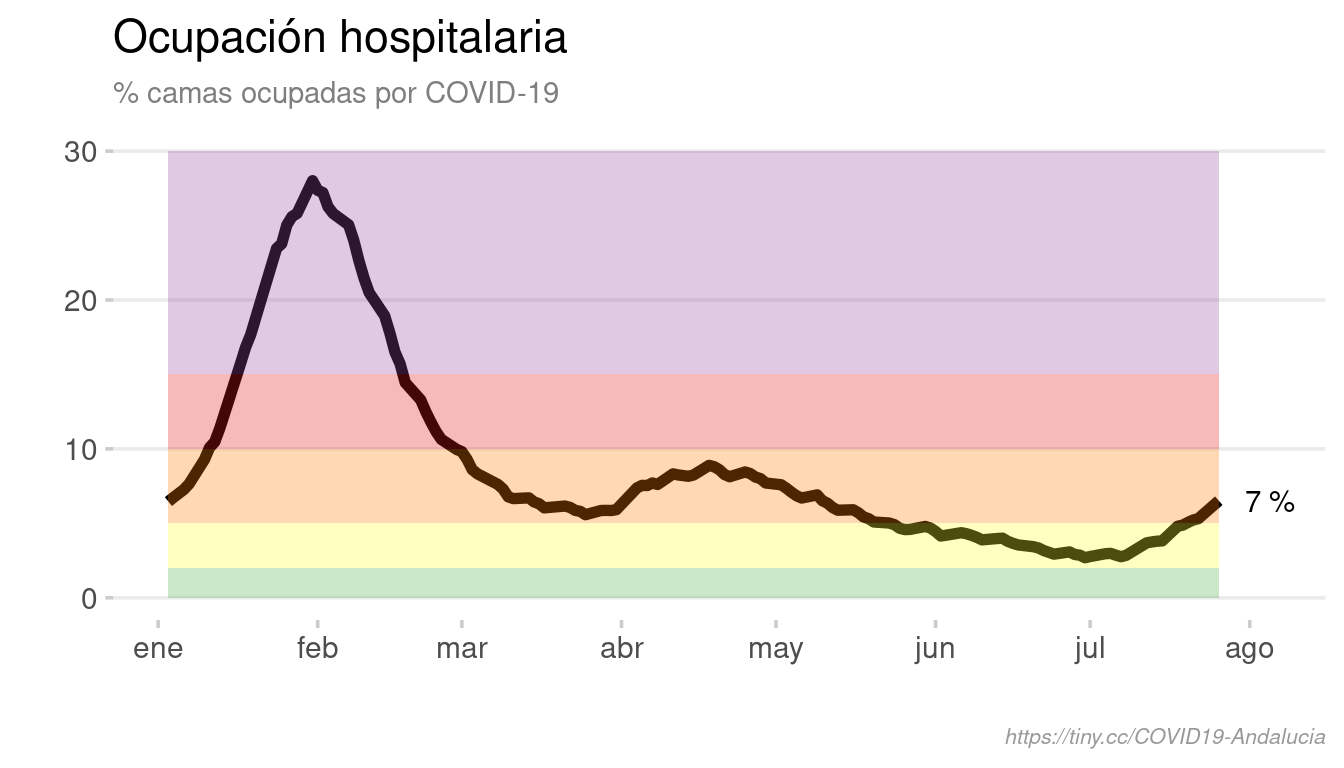 Ocupación hospitalaria
% camas ocupadas por COVID-19
30
20
10
0
7 %
ene feb mar abr may jun jul ago
https://tiny.cc/COVID19-Andalucia